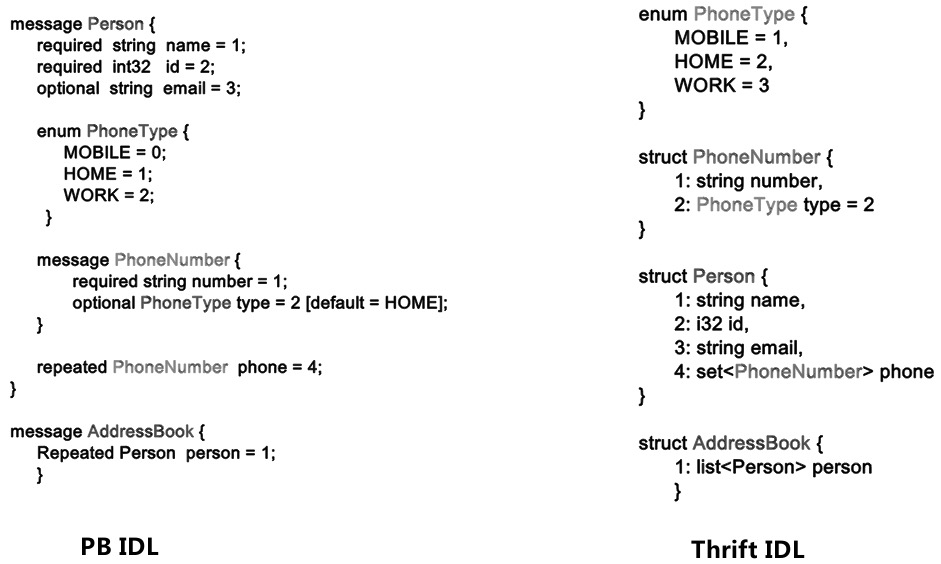 message Person {
required string name = 1;
required int32 id = 2;
optional string email = 3;
enum PhoneType {
MOBILE = 0;
HOME = 1;
WORK = 2;
}
message PhoneNumber {
required string number = 1;
optional PhoneType type = 2 [default = HOME];
}
repeated PhoneNumber phone = 4;
}
message AddressBook {
Repeated Person person = 1;
}
PB IDL
enum PhoneType {
MOBILE = 1,
HOME = 2,
WORK = 3
}
struct PhoneNumber {
1: string number,
2: PhoneType type = 2
}
struct Person {
1: string name,
2: i32 id,
3: string email,
4: set<PhoneNumber> phone
}
struct AddressBook {
1: list<Person> person
}
Thrift IDL